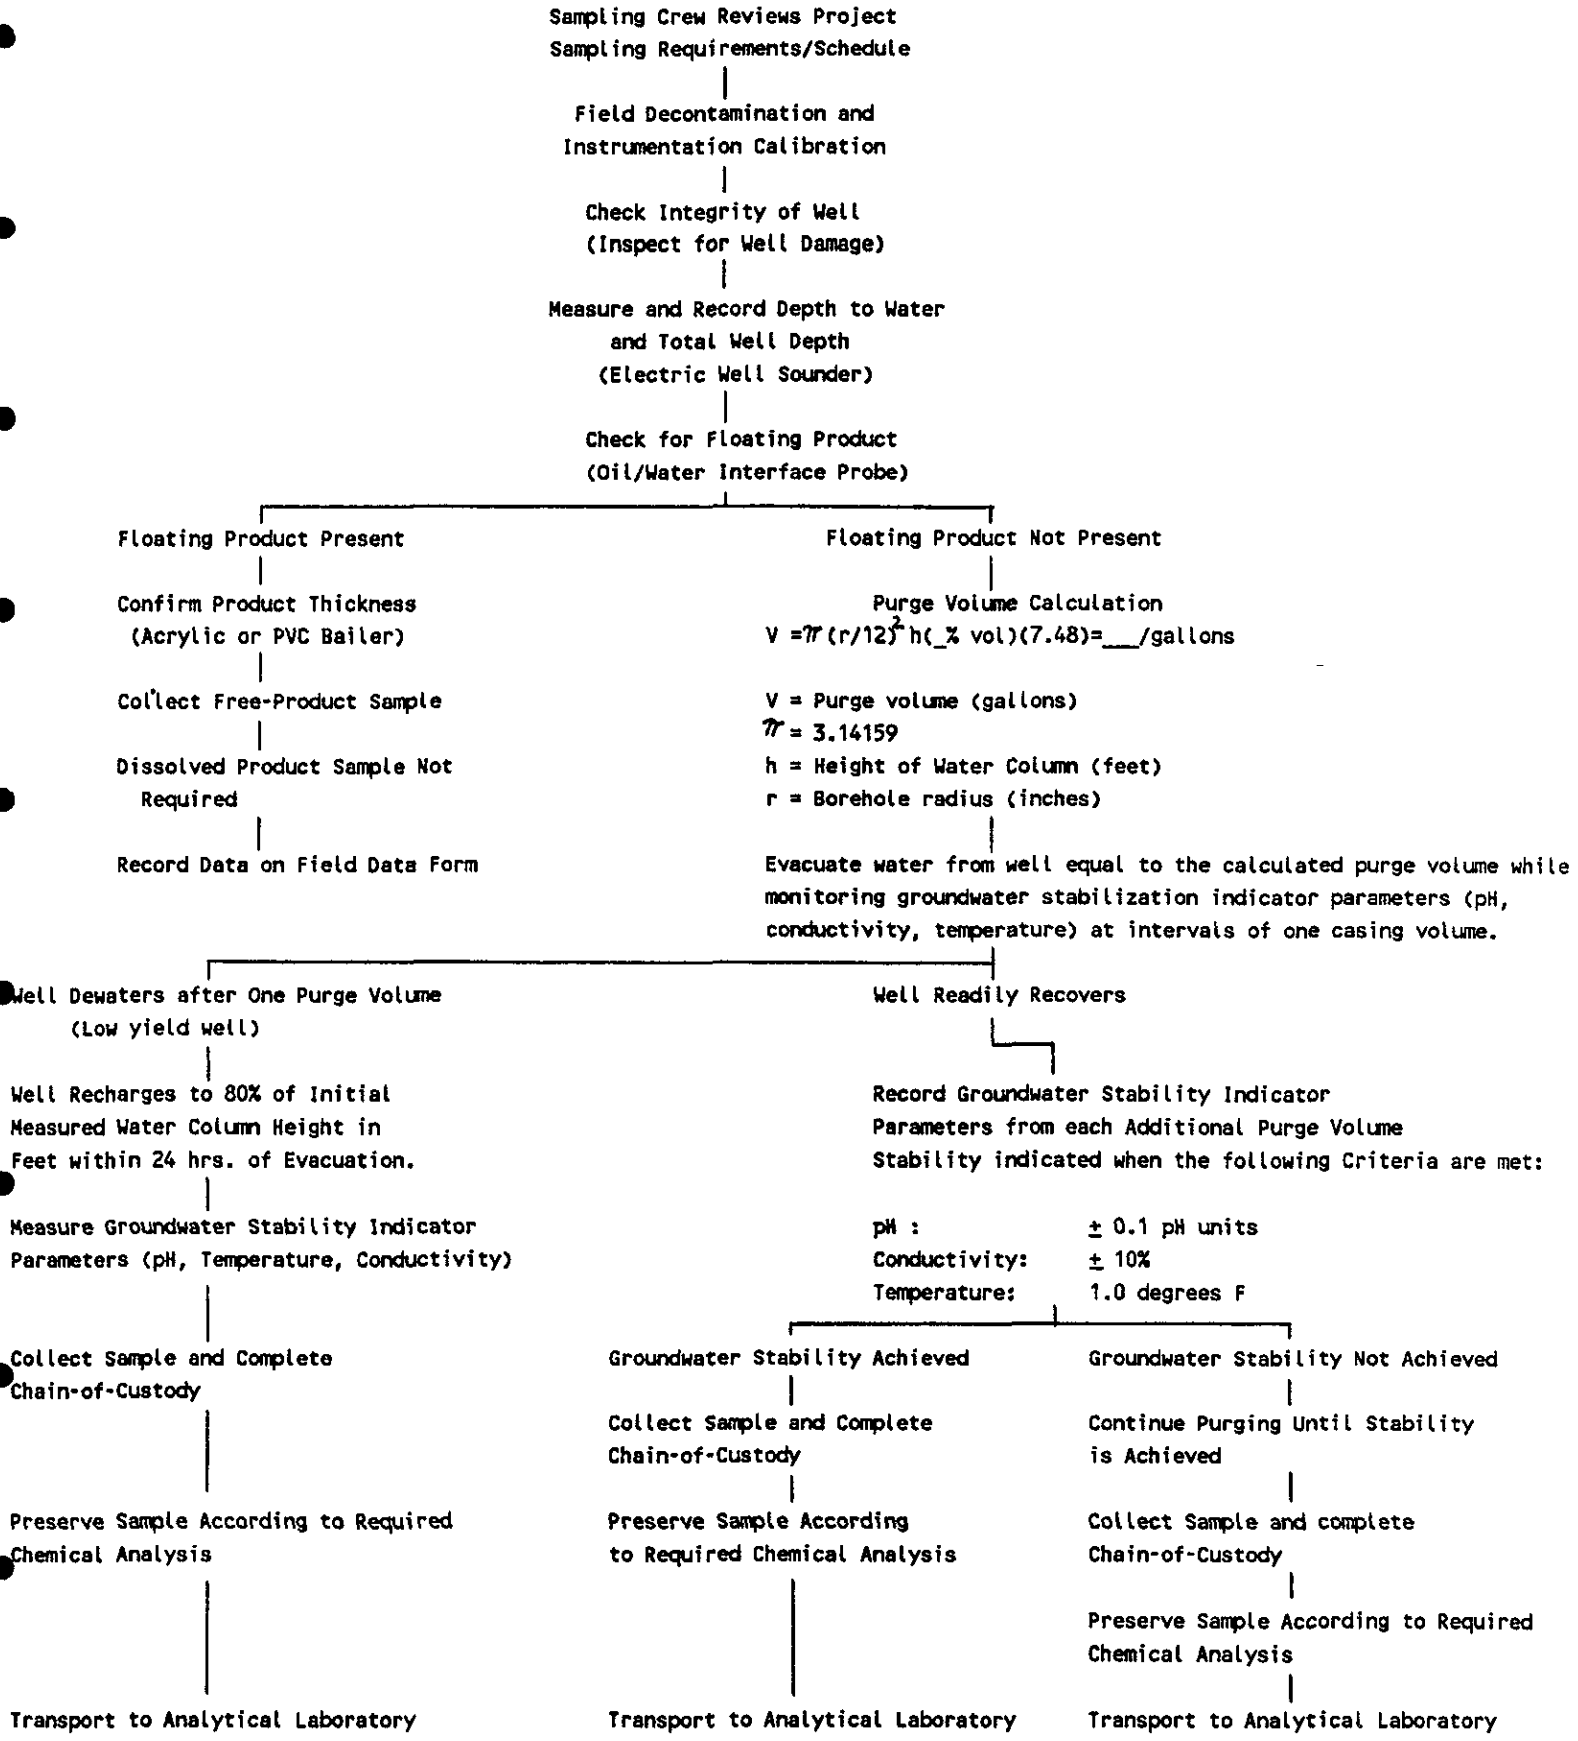 Sampling Crew Reviews Project
Sampling Requirements/Schedule
Field Decontamination and
Instrumentation Calibration
Check Integrity of Well
(Inspect for Well Damage)
Measure and Record Depth to Water
and Total Well Depth
(Electric Well Sounder)
Check for Floating Product
(Oil/Water Interface Probe)
Floating Product Present
Confirm Product Thickness
(Acrylic or PVC Bailer)
Collect Free-Product Sample
Dissolved Product Sample Not
Required
Record Data on Field Data Form
Floating Product Not Present
Purge Volume Calculation
V =π(r/12)² h(_% vol)(7.48)=___/gallons
V = Purge volume (gallons)
π = 3.14159
h = Height of Water Column (feet)
r = Borehole radius (inches)
Evacuate water from well equal to the calculated purge volume while
monitoring groundwater stabilization indicator parameters (pH,
conductivity, temperature) at intervals of one casing volume.
Well Dewaters after One Purge Volume
(Low yield well)
Well Recharges to 80% of Initial
Measured Water Column Height in
Feet within 24 hrs. of Evacuation.
Measure Groundwater Stability Indicator
Parameters (pH, Temperature, Conductivity)
Collect Sample and Complete
Chain-of-Custody
Preserve Sample According to Required
Chemical Analysis
Transport to Analytical Laboratory
Well Readily Recovers
Record Groundwater Stability Indicator
Parameters from each Additional Purge Volume
Stability indicated when the following Criteria are met:
pH : ± 0.1 pH units
Conductivity: ± 10%
Temperature: 1.0 degrees F
Groundwater Stability Achieved
Collect Sample and Complete
Chain-of-Custody
Preserve Sample According
to Required Chemical Analysis
Transport to Analytical Laboratory
Groundwater Stability Not Achieved
Continue Purging Until Stability
is Achieved
Collect Sample and complete
Chain-of-Custody
Preserve Sample According to Required
Chemical Analysis
Transport to Analytical Laboratory